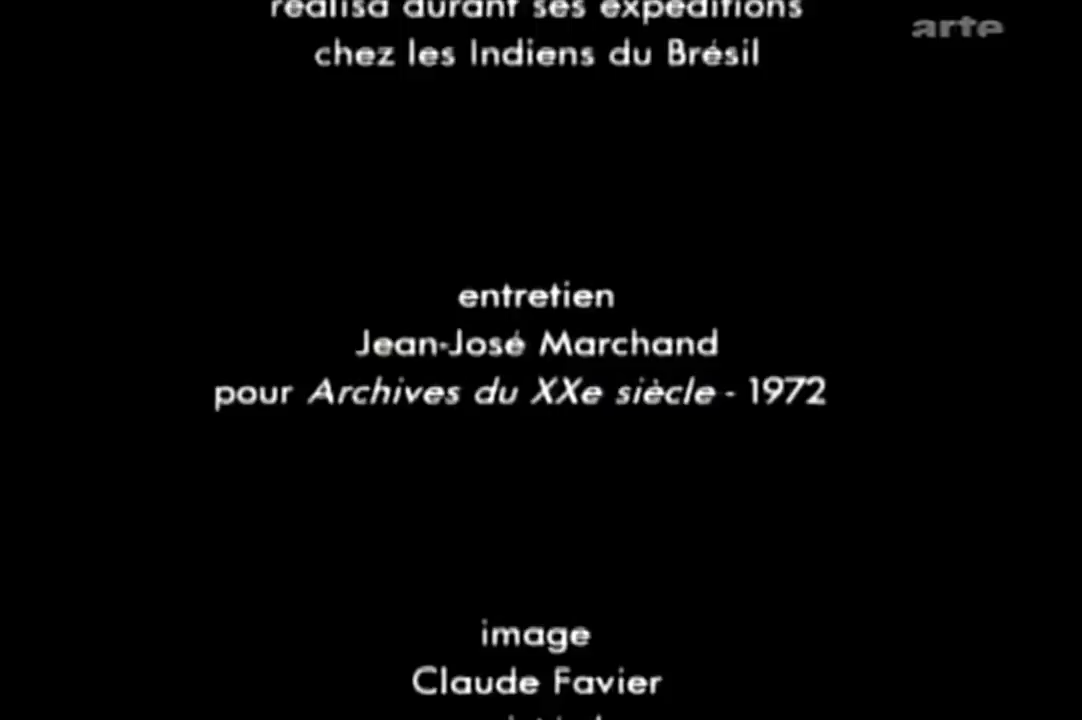 réalisa durant ses expéditions
chez les Indiens du Brésil
arte
entretien
Jean-José Marchand
pour Archives du XXe siècle - 1972
image
Claude Favier